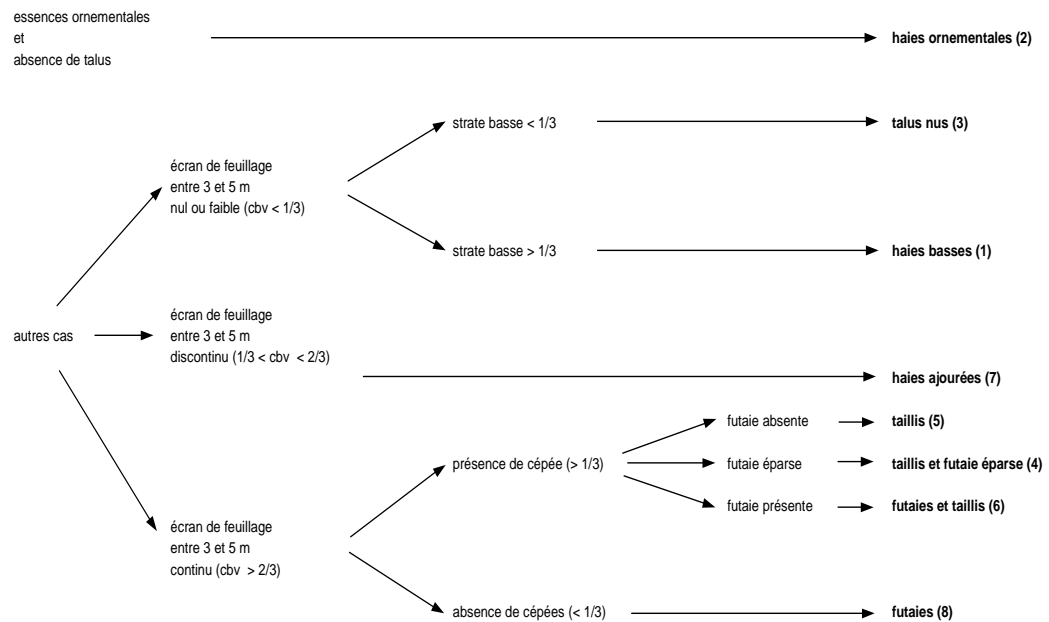 essences ornementales
et
absence de talus
haies ornementales (2)
strate basse < 1/3
talus nus (3)
écran de feuillage
entre 3 et 5 m
nul ou faible (cbv < 1/3)
strate basse > 1/3
haies basses (1)
autres cas
écran de feuillage
entre 3 et 5 m
discontinu (1/3 < cbv < 2/3)
haies ajourées (7)
futaie absente
taillis (5)
présence de cépée (> 1/3)
futaie éparse
taillis et futaie éparse (4)
futaie présente
futaies et taillis (6)
écran de feuillage
entre 3 et 5 m
continu (cbv > 2/3)
absence de cépées (< 1/3)
futaies (8)